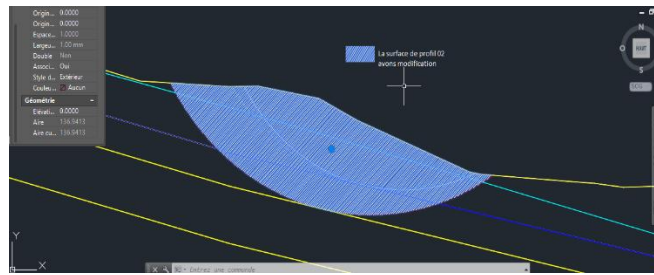 Origin... 0.0000
Origin... 0.0000
Espace... 1.0000
Largeu... 1.00 mm
Double Non
Associ... Oui
Style d... Extérieur
Couleu... Aucun
Géométrie
Elévati... 0.0000
Aire 136.9413
Aire cu... 136.9413
La surface de profil 02
avons modification
N
O
S
Y
X
Entrez une commande